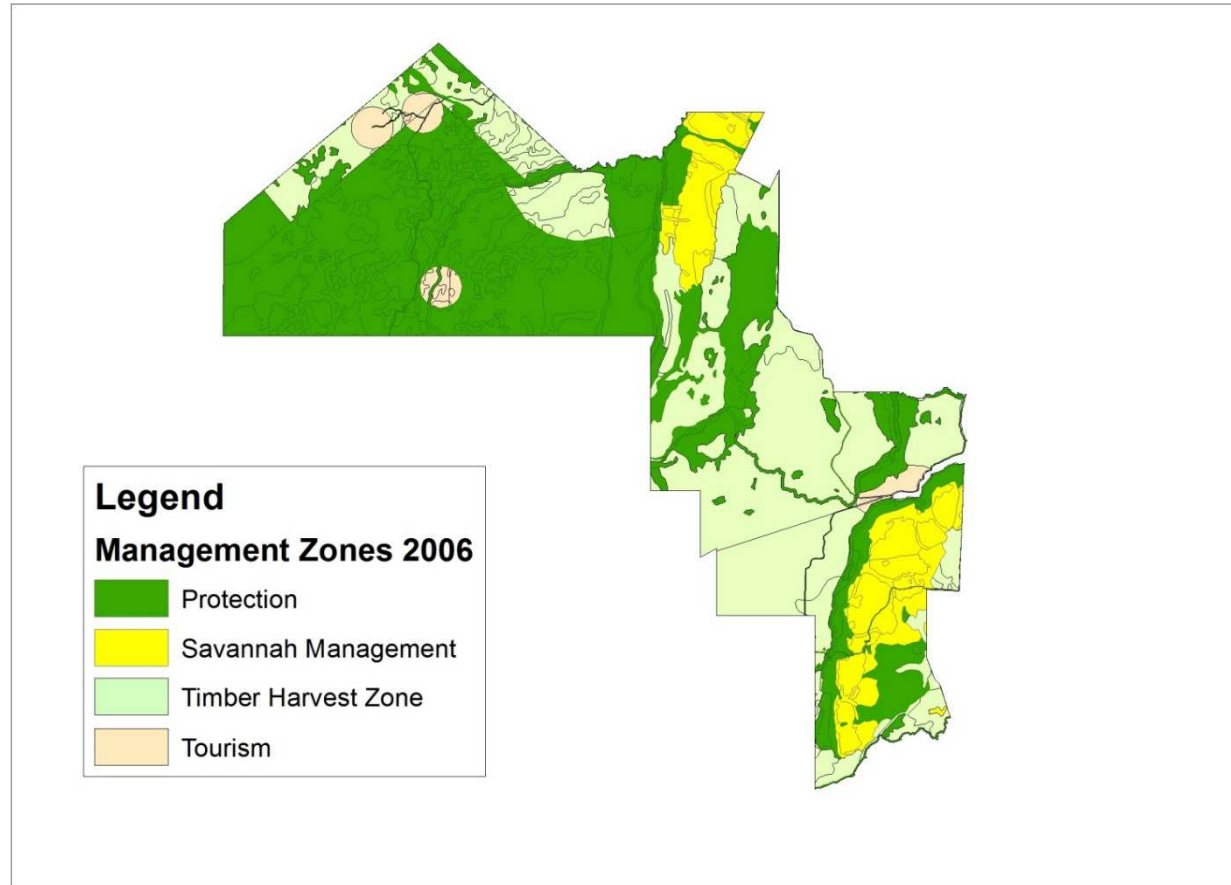 Legend
Management Zones 2006
Protection
Savannah Management
Timber Harvest Zone
Tourism